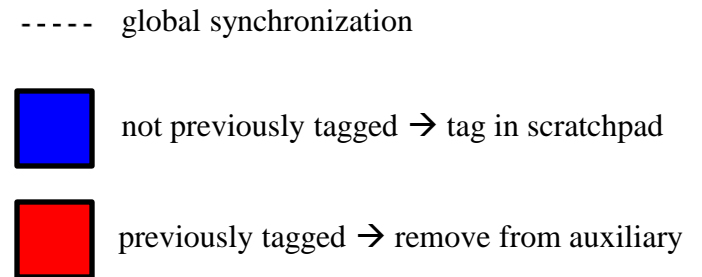 global synchronization
not previously tagged → tag in scratchpad
previously tagged → remove from auxiliary